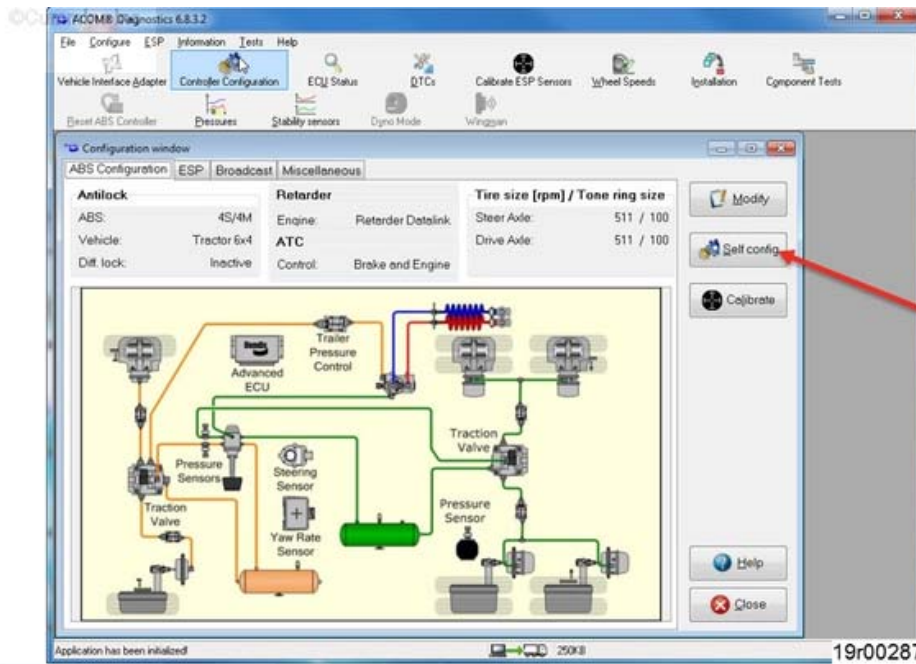 ACOM® Diagnostics 6.8.3.2
File Configure ESP Information Tests Help
Vehicle Interface Adapter Controller Configuration ECU Status DTCs Calibrate ESP Sensors Wheel Speeds Installation Component Tests
Reset ABS Controller Pressures Stability sensors Dyno Mode Wingman
Configuration window
ABS Configuration ESP Broadcast Miscellaneous
Antilock Retarder Tire size [rpm] / Tone ring size
ABS: 4S/4M Engine: Retarder Datalink Steer Axle: 511 / 100
Vehicle: Tractor 6x4 ATC Drive Axle: 511 / 100
Diff. lock: Inactive Control: Brake and Engine
Modify
Self config
Calibrate
Bendix
Advanced
ECU
Trailer
Pressure
Control
Pressure
Sensors
Steering
Sensor
Traction
Valve
Traction
Valve
Yaw Rate
Sensor
Pressure
Sensor
Help
Close
Application has been initialized! 250KB
19r00287